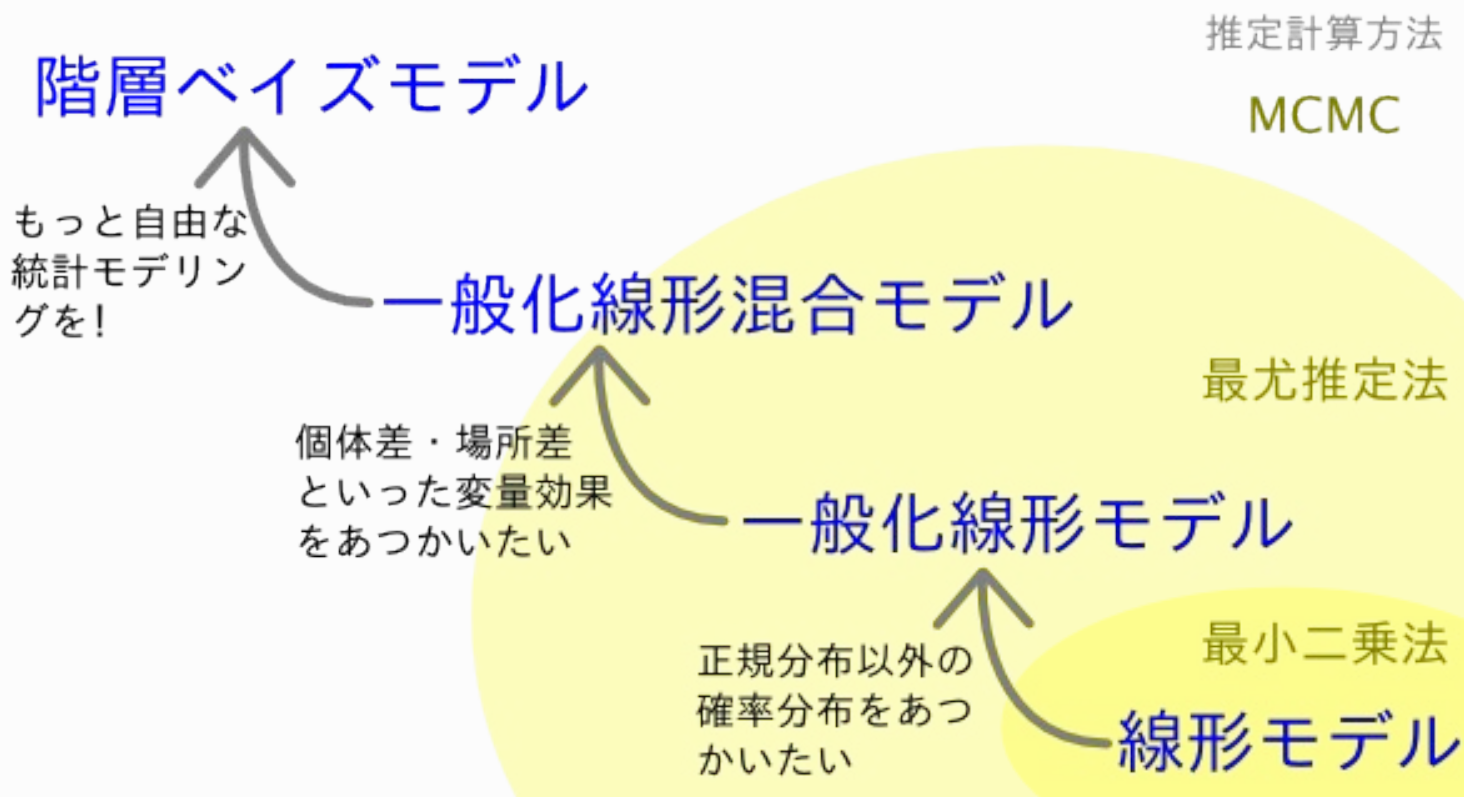 推定計算方法
階層ベイズモデル
MCMC
もっと自由な
統計モデリン
グを!
一般化線形混合モデル
最尤推定法
個体差・場所差
といった変量効果
をあつかいたい
一般化線形モデル
最小二乗法
正規分布以外の
確率分布をあつ
かいたい
線形モデル